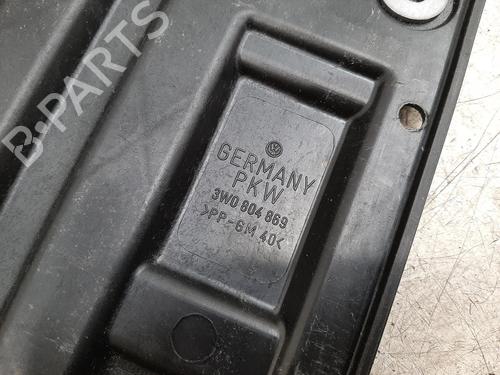 B-PARTS
GERMANY
PKW
3W0 804 869
>PP-GM 40<